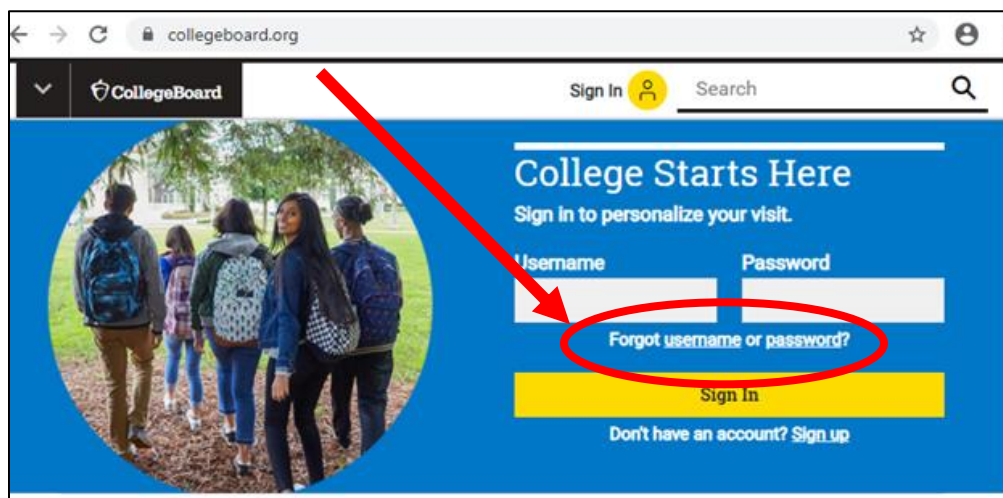 collegeboard.org
CollegeBoard
Sign In
Search
College Starts Here
Sign in to personalize your visit.
Username Password
Forgot username or password?
Sign In
Don't have an account? Sign up